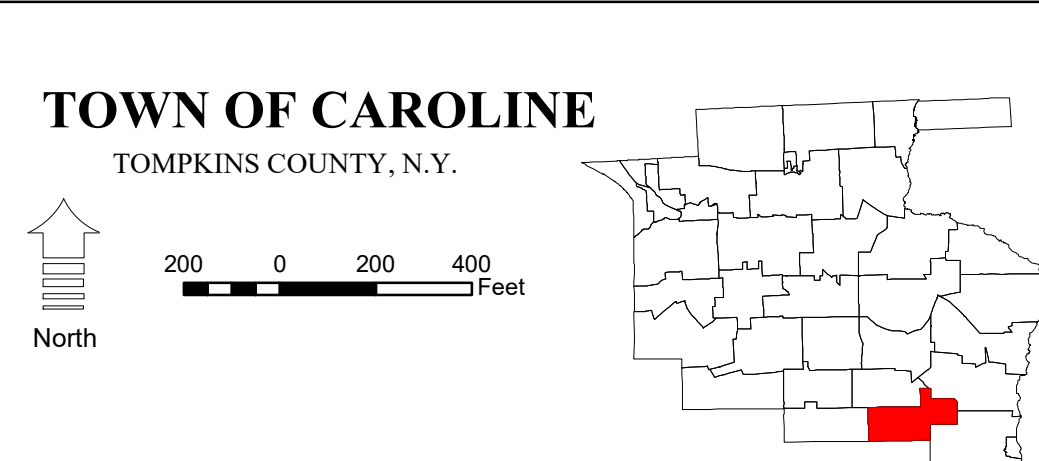 TOWN OF CAROLINE
TOMPKINS COUNTY, N.Y.
200 0 200 400
Feet
North